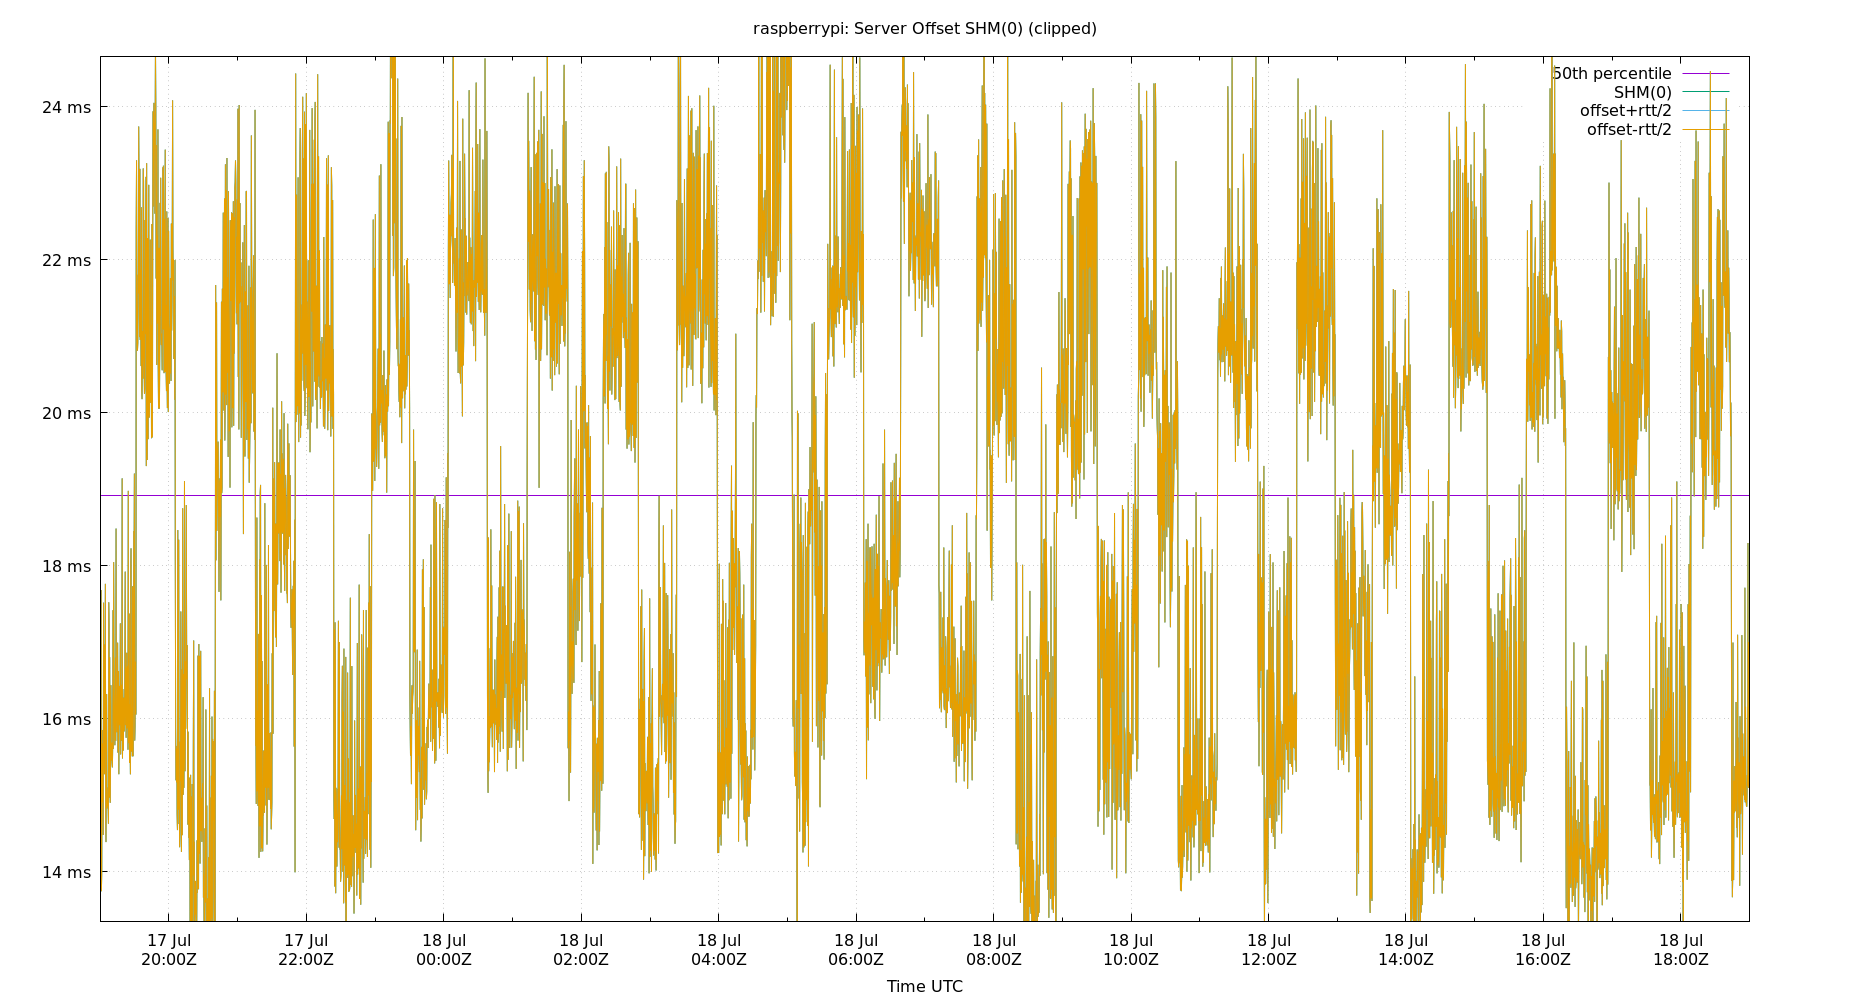 raspberrypi: Server Offset SHM(0) (clipped)
50th percentile
SHM(0)
offset+rtt/2
offset-rtt/2
24 ms
22 ms
20 ms
18 ms
16 ms
14 ms
17 Jul 17 Jul 18 Jul 18 Jul 18 Jul 18 Jul 18 Jul 18 Jul 18 Jul 18 Jul 18 Jul 18 Jul
20:00Z 22:00Z 00:00Z 02:00Z 04:00Z 06:00Z 08:00Z 10:00Z 12:00Z 14:00Z 16:00Z 18:00Z
Time UTC